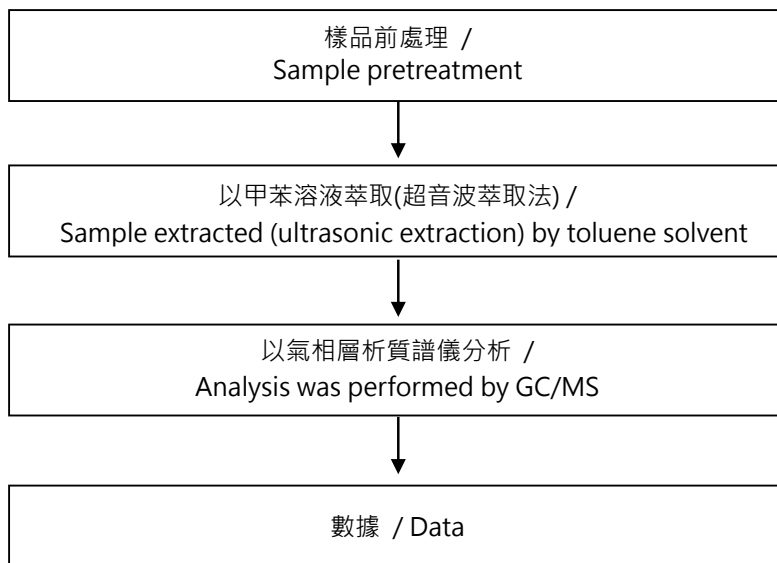 樣品前處理 /
Sample pretreatment
以甲苯溶液萃取(超音波萃取法) /
Sample extracted (ultrasonic extraction) by toluene solvent
以氣相層析質譜儀分析 /
Analysis was performed by GC/MS
數據 / Data